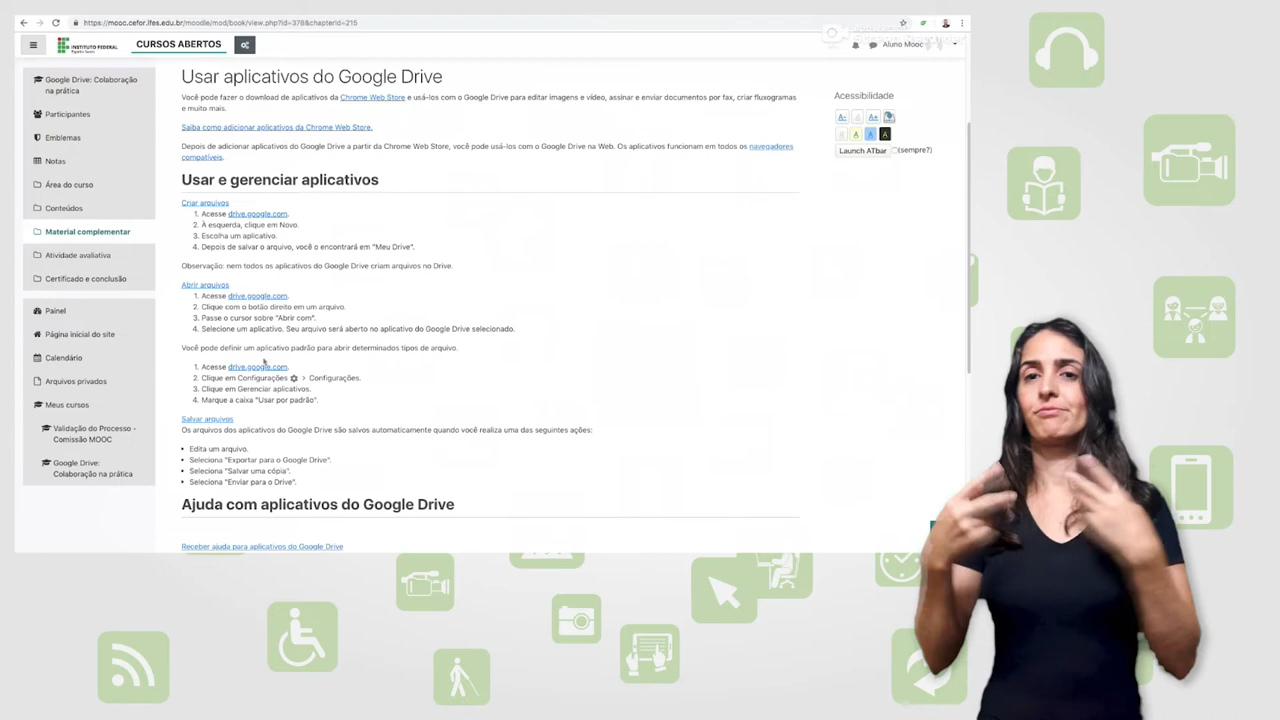 https://mooc.cefor.ifes.edu.br/moodle/mod/book/view.php?id=378&chapterid=215
INSTITUTO FEDERAL
CURSOS ABERTOS
Aluno Mooc
Google Drive: Colaboração
na prática
Participantes
Emblemas
Notas
Área do curso
Conteúdos
Material complementar
Atividade avaliativa
Certificado e conclusão
Painel
Página inicial do site
Calendário
Arquivos privados
Meus cursos
Validação do Processo -
Comissão MOOC
Google Drive:
Colaboração na prática
Usar aplicativos do Google Drive
Você pode fazer o download de aplicativos da Chrome Web Store e usá-los com o Google Drive para editar imagens e vídeo, assinar e enviar documentos por fax, criar fluxogramas
e muito mais.
Saiba como adicionar aplicativos da Chrome Web Store.
Depois de adicionar aplicativos do Google Drive a partir da Chrome Web Store, você pode usá-los com o Google Drive na Web. Os aplicativos funcionam em todos os navegadores
compatíveis.
Usar e gerenciar aplicativos
Criar arquivos
1. Acesse drive.google.com.
2. À esquerda, clique em Novo.
3. Escolha um aplicativo.
4. Depois de salvar o arquivo, você o encontrará em "Meu Drive".
Observação: nem todos os aplicativos do Google Drive criam arquivos no Drive.
Abrir arquivos
1. Acesse drive.google.com.
2. Clique com o botão direito em um arquivo.
3. Passe o cursor sobre "Abrir com".
4. Selecione um aplicativo. Seu arquivo será aberto no aplicativo do Google Drive selecionado.
Você pode definir um aplicativo padrão para abrir determinados tipos de arquivo.
1. Acesse drive.google.com.
2. Clique em Configurações > Configurações.
3. Clique em Gerenciar aplicativos.
4. Marque a caixa "Usar por padrão".
Salvar arquivos
Os arquivos dos aplicativos do Google Drive são salvos automaticamente quando você realiza uma das seguintes ações:
• Edita um arquivo.
• Seleciona "Exportar para o Google Drive".
• Seleciona "Salvar uma cópia".
• Seleciona "Enviar para o Drive".
Ajuda com aplicativos do Google Drive
Receber ajuda para aplicativos do Google Drive
Acessibilidade
A- A+
A A A
Launch ATbar (sempre?)